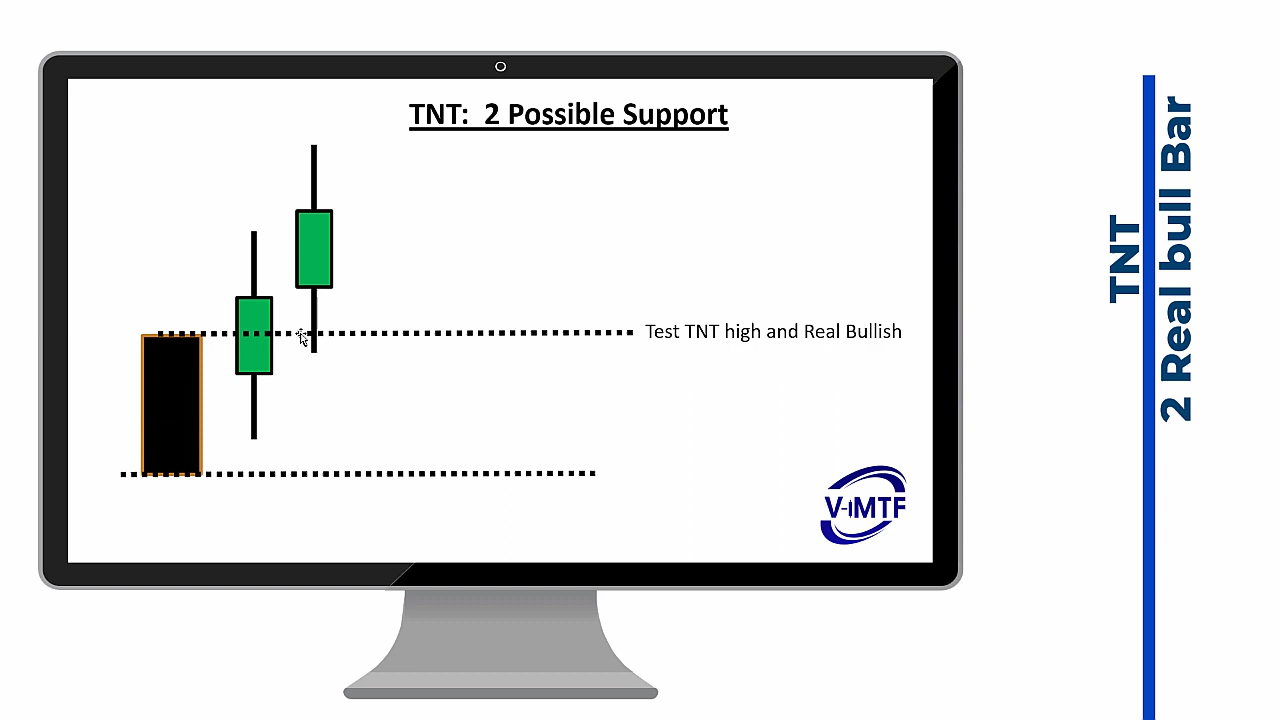 TNT:  2 Possible Support
Test TNT high and Real Bullish
V-iMTF
TNT
2 Real bull Bar